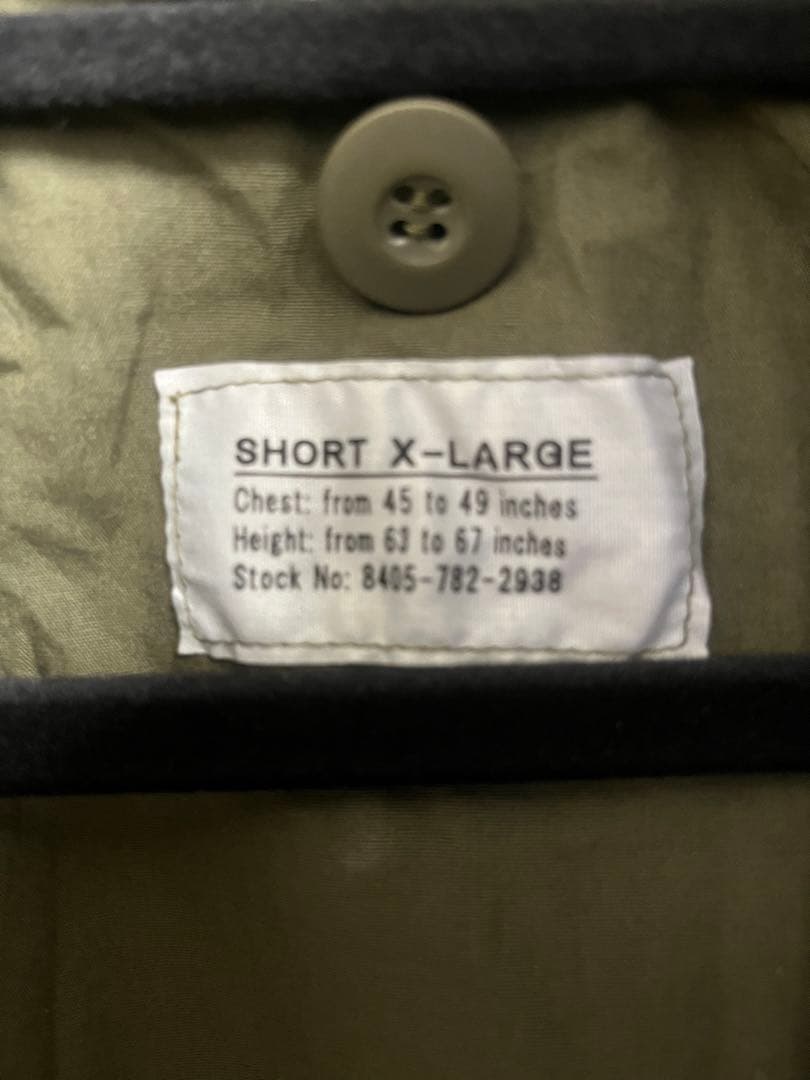 SHORT X-LARGE
Chest: from 45 to 49 inches
Height: from 63 to 67 inches
Stock No: 8405-782-2938